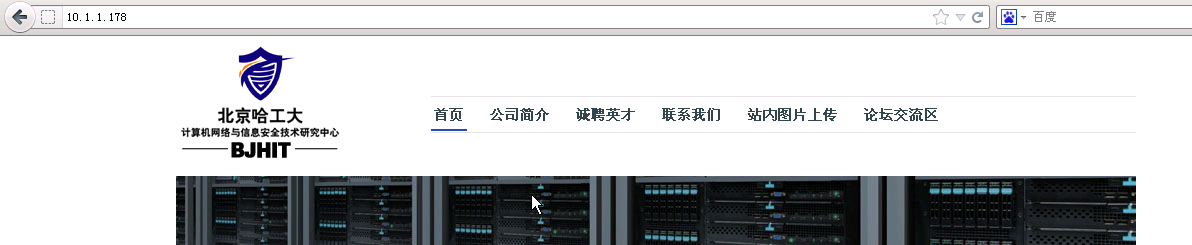 10.1.1.178
百度
北京哈工大
计算机网络与信息安全技术研究中心
BJHIT
首页 公司简介 诚聘英才 联系我们 站内图片上传 论坛交流区